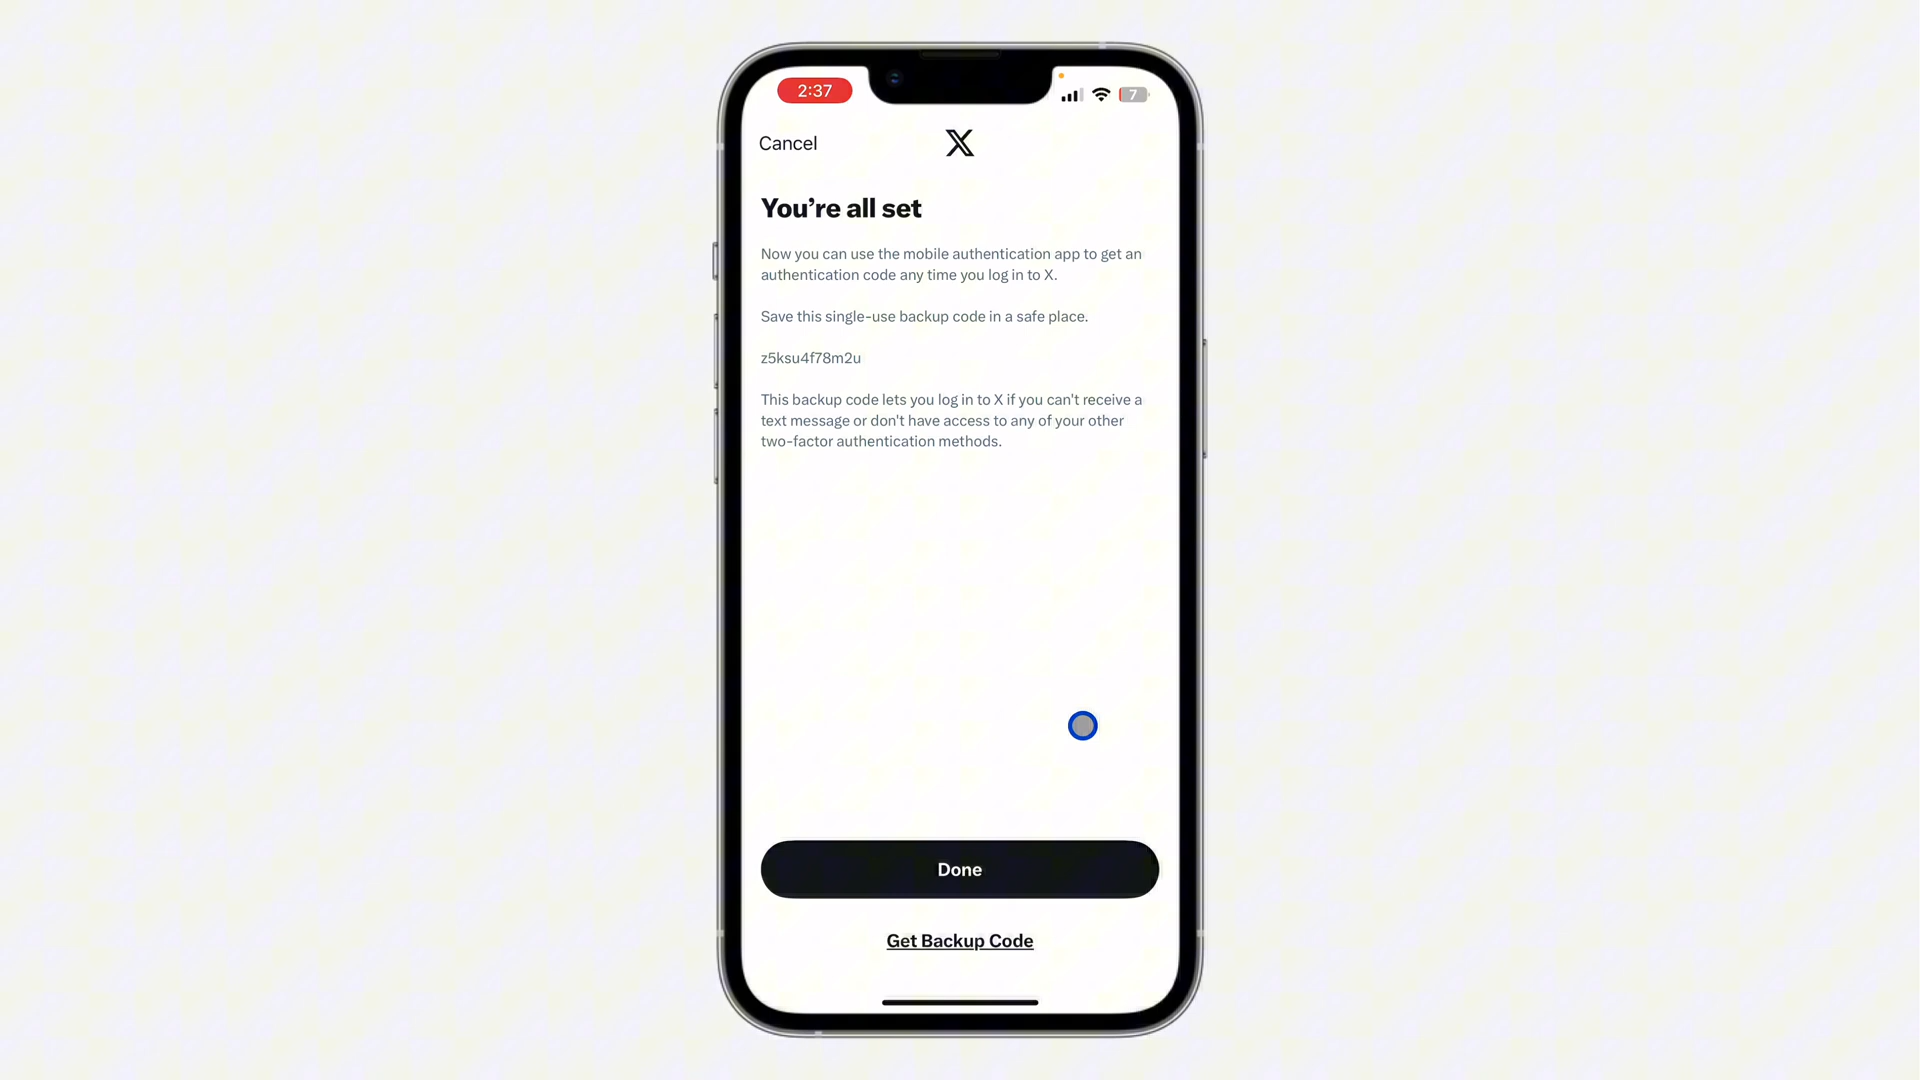 2:37
7
Cancel
You’re all set
Now you can use the mobile authentication app to get an
authentication code any time you log in to X.
Save this single-use backup code in a safe place.
z5ksu4f78m2u
This backup code lets you log in to X if you can't receive a
text message or don't have access to any of your other
two-factor authentication methods.
Done
Get Backup Code